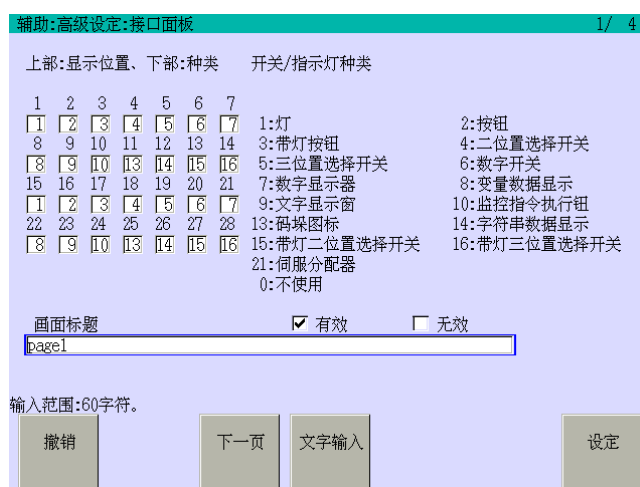 辅助:高级设定:接口面板 1/ 4
上部:显示位置、下部:种类 开关/指示灯种类
1 2 3 4 5 6 7
1 2 3 4 5 6 7 1:灯 2:按钮
8 9 10 11 12 13 14 3:带灯按钮 4:二位置选择开关
8 9 10 13 14 15 16 5:三位置选择开关 6:数字开关
15 16 17 18 19 20 21 7:数字显示器 8:变量数据显示
1 2 3 4 5 6 7 9:文字显示窗 10:监控指令执行钮
22 23 24 25 26 27 28 13:码垛图标 14:字符串数据显示
8 9 10 13 14 15 16 15:带灯二位置选择开关 16:带灯三位置选择开关
21:伺服分配器
0:不使用
画面标题 有效 无效
page1
输入范围:60字符。
撤销 下一页 文字输入 设定